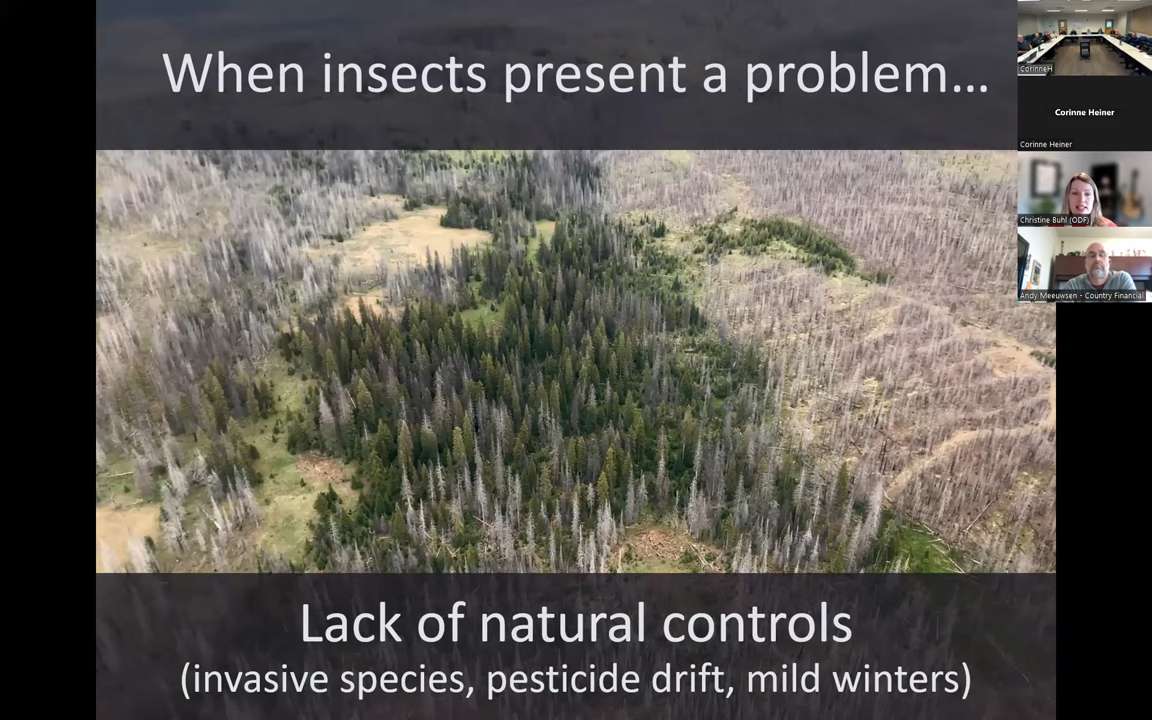 When insects present a problem...
Lack of natural controls
(invasive species, pesticide drift, mild winters)
CorinneH
Corinne Heiner
Corinne Heiner
Christine Buhl (ODF)
Andy Meeuwsen - Country Financial